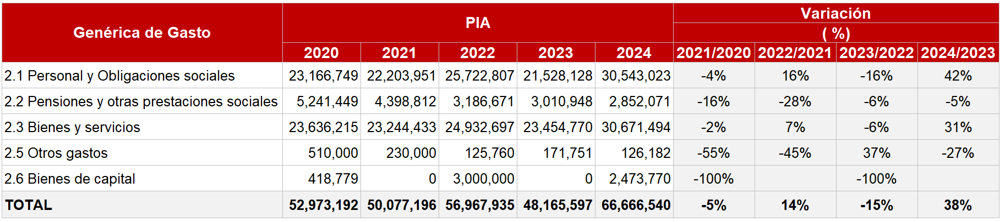 Genérica de Gasto PIA Variación
( %)
2020 2021 2022 2023 2024 2021/2020 2022/2021 2023/2022 2024/2023
2.1 Personal y Obligaciones sociales 23,166,749 22,203,951 25,722,807 21,528,128 30,543,023 -4% 16% -16% 42%
2.2 Pensiones y otras prestaciones sociales 5,241,449 4,398,812 3,186,671 3,010,948 2,852,071 -16% -28% -6% -5%
2.3 Bienes y servicios 23,636,215 23,244,433 24,932,697 23,454,770 30,671,494 -2% 7% -6% 31%
2.5 Otros gastos 510,000 230,000 125,760 171,751 126,182 -55% -45% 37% -27%
2.6 Bienes de capital 418,779 0 3,000,000 0 2,473,770 -100% -100%
TOTAL 52,973,192 50,077,196 56,967,935 48,165,597 66,666,540 -5% 14% -15% 38%